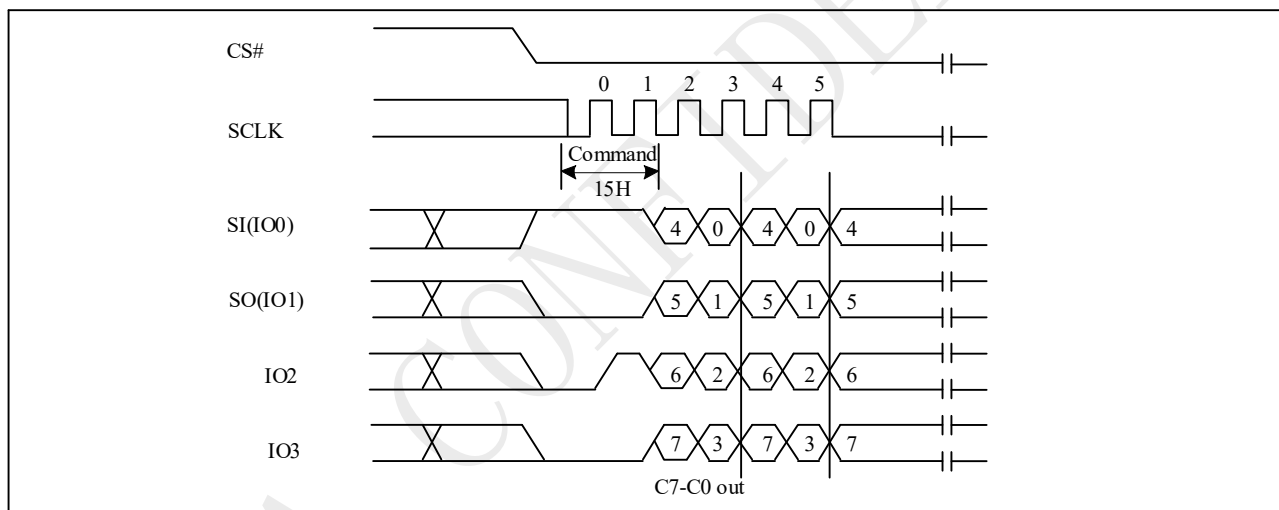 CS#
0 1 2 3 4 5
SCLK
Command
15H
SI(IO0) 4 0 4 0 4
SO(IO1) 5 1 5 1 5
IO2 6 2 6 2 6
IO3 7 3 7 3 7
C7-C0 out